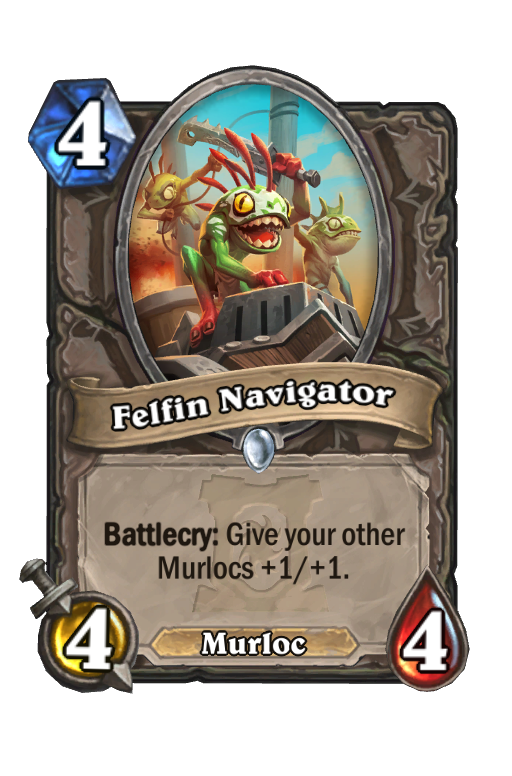 4
Felfin Navigator
Battlecry: Give your other
Murlocs +1/+1.
4
Murloc
4